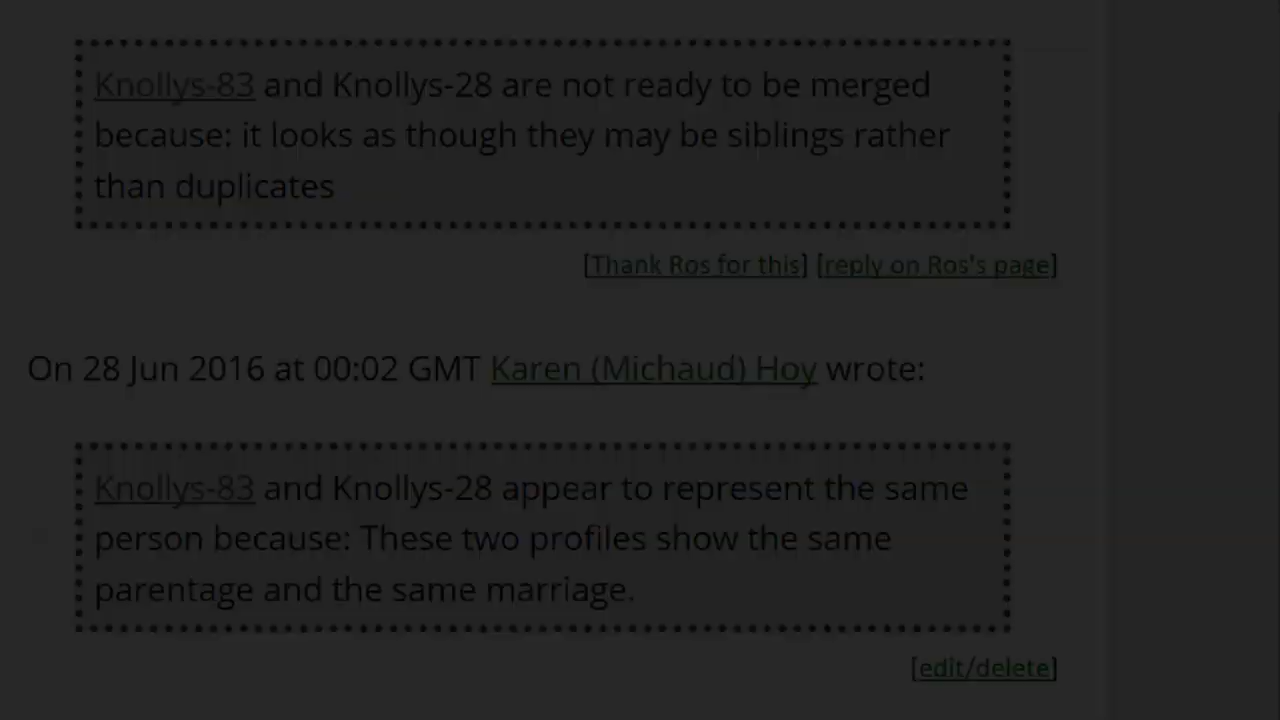 Knollys-83 and Knollys-28 are not ready to be merged
because: it looks as though they may be siblings rather
than duplicates
[Thank Ros for this] [reply on Ros's page]
On 28 Jun 2016 at 00:02 GMT Karen (Michaud) Hoy wrote:
Knollys-83 and Knollys-28 appear to represent the same
person because: These two profiles show the same
parentage and the same marriage.
[edit/delete]